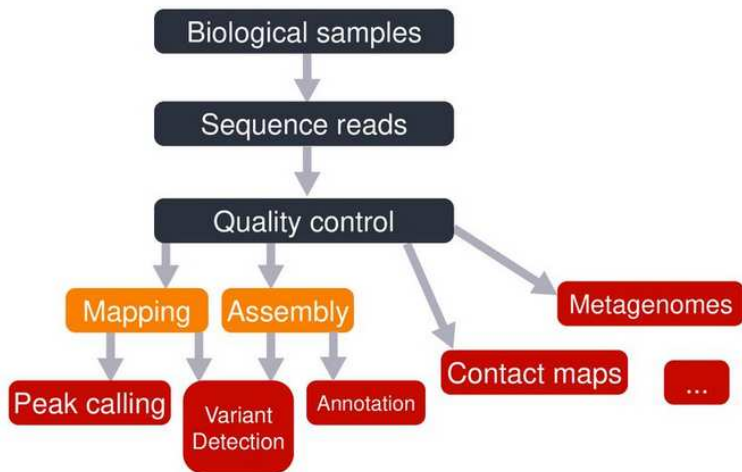 Biological samples
Sequence reads
Quality control
Mapping
Assembly
Metagenomes
Contact maps
...
Peak calling
Variant
Detection
Annotation